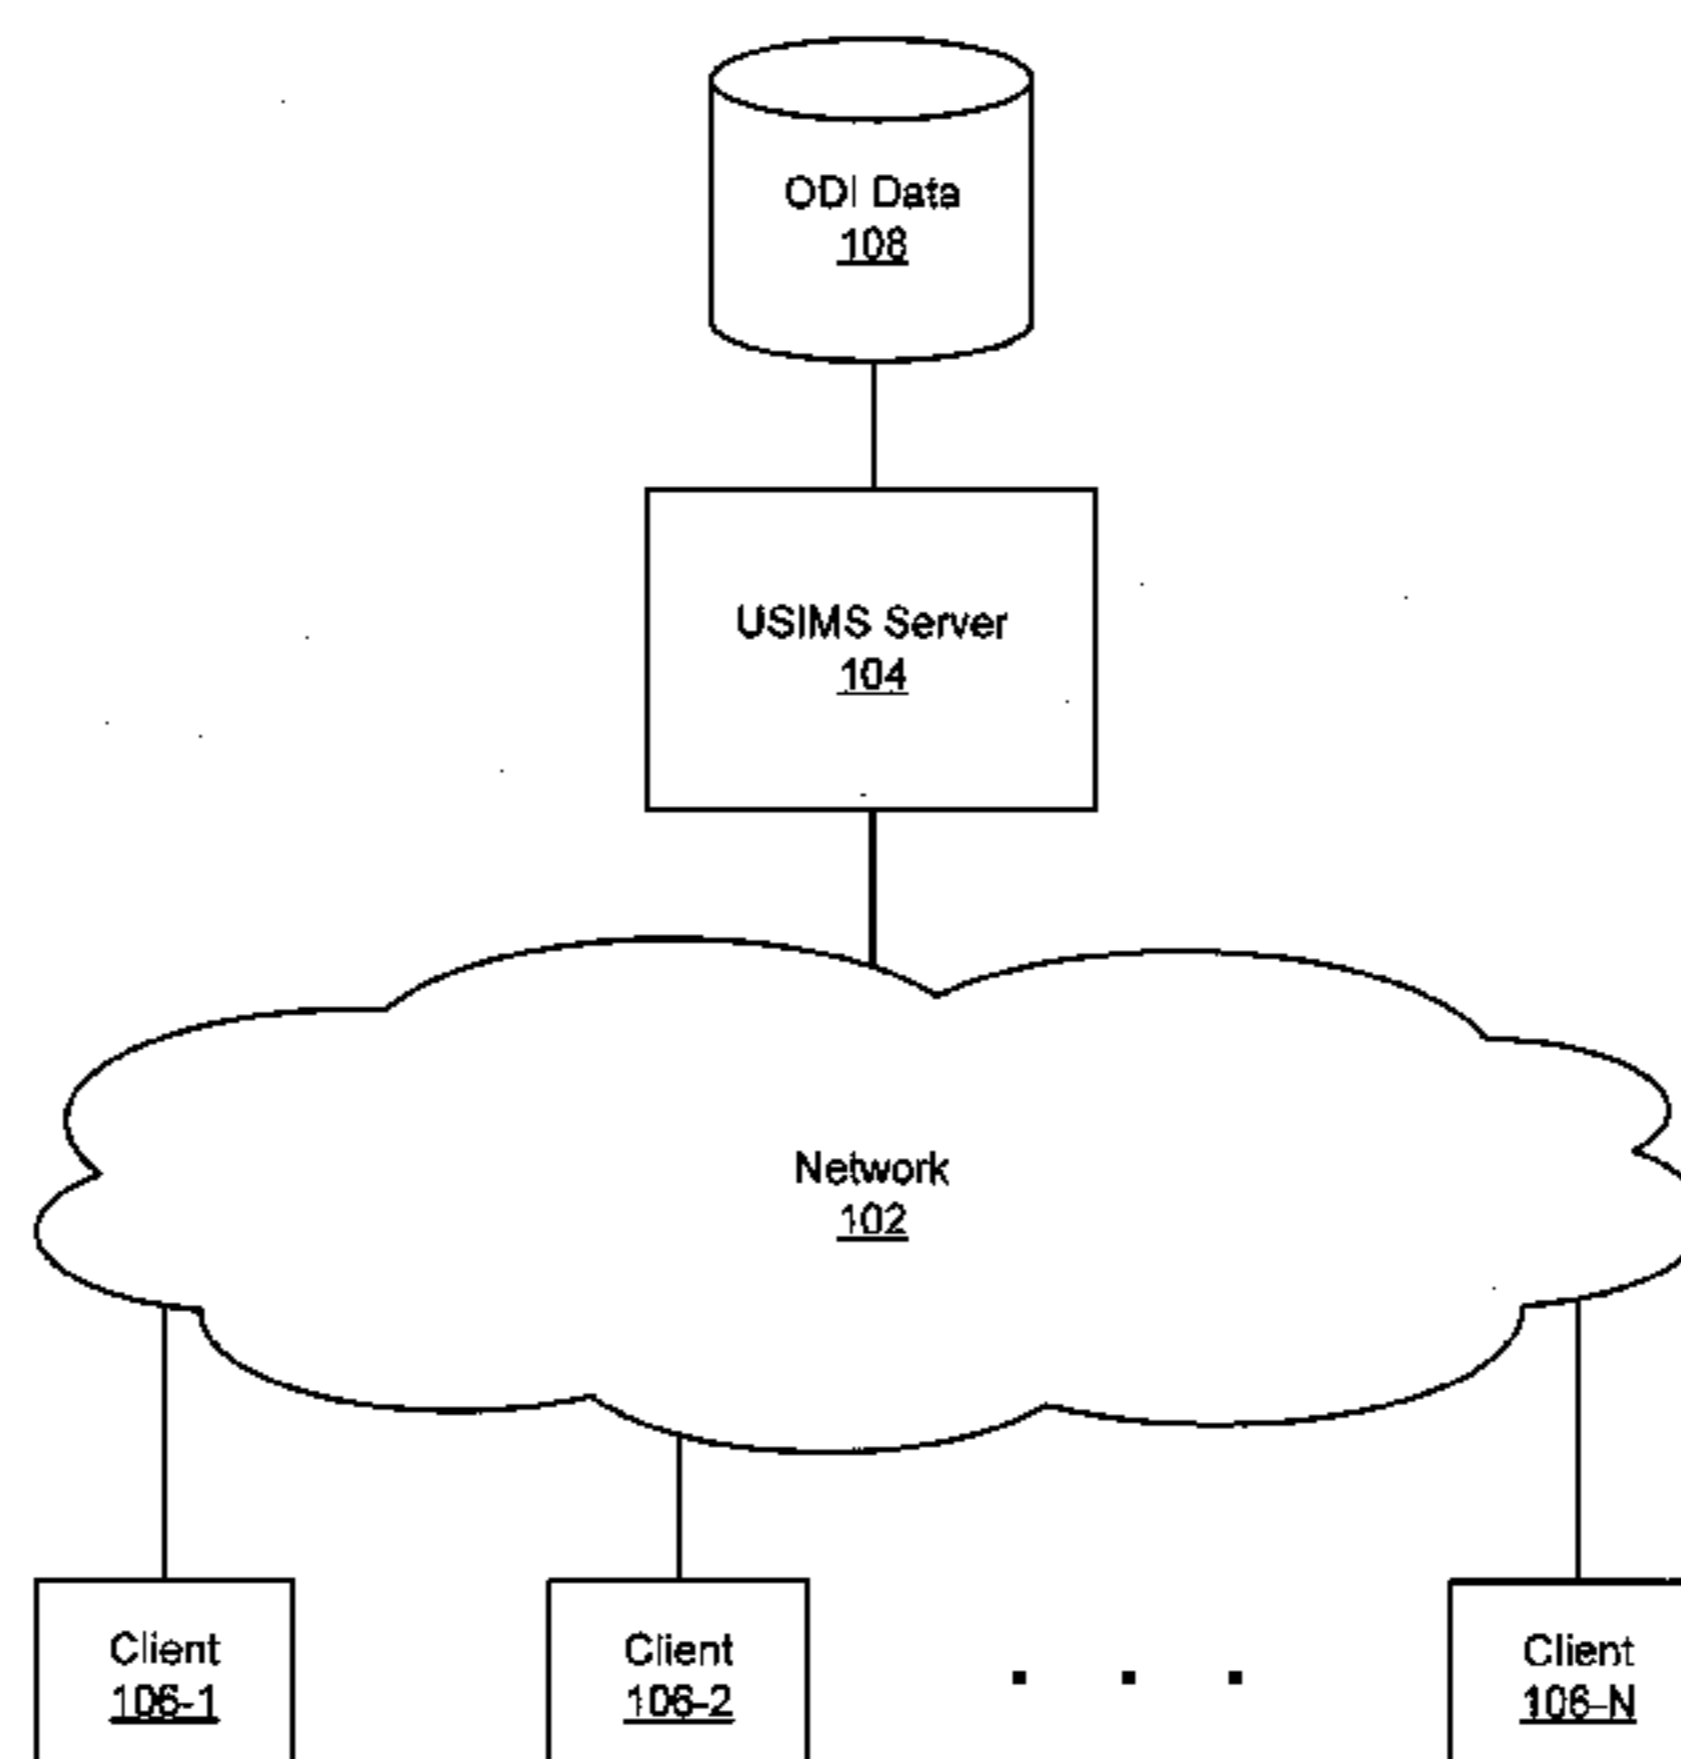 ODI Data
108
USIMS Server
104
Network
102
Client
106-1
Client
106-2
. . .
Client
106-N